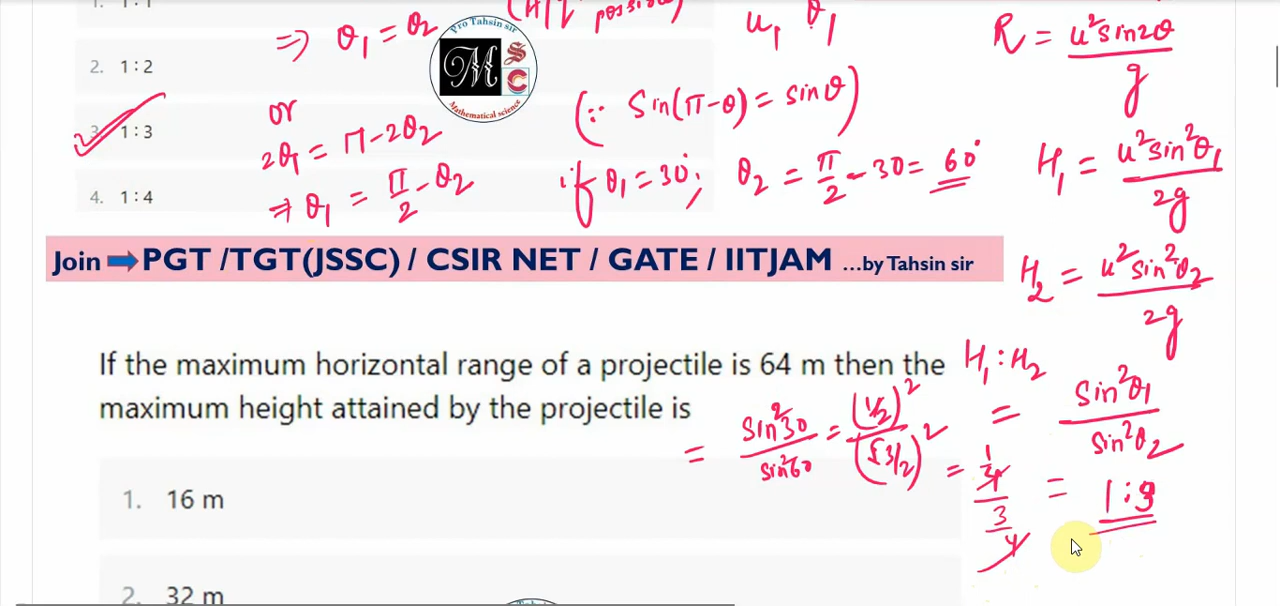 1. 1:1
(H/2 possible)
u, θ₁
R = u²sin2θ / g
⇒ θ₁ = θ₂
Pro Tahsin sir
M S C
Mathematical science
2. 1 : 2
or
(∵ Sin(π-θ) = sinθ)
3. 1 : 3
2θ₁ = π-2θ₂
H₁ = u²sin²θ₁ / 2g
if θ₁ = 30°, θ₂ = π/2 - 30 = 60°
4. 1 : 4
⇒ θ₁ = π/2 - θ₂
Join ➡ PGT /TGT(JSSC) / CSIR NET / GATE / IITJAM ...by Tahsin sir
H₂ = u²sin²θ₂ / 2g
If the maximum horizontal range of a projectile is 64 m then the
maximum height attained by the projectile is
H₁ : H₂
= Sin²θ₁ / sin²θ₂
= Sin²30 / sin²60 = (1/2)² / (√3/2)² = 1/4 / 3/4 = 1:3
1. 16 m
2. 32 m